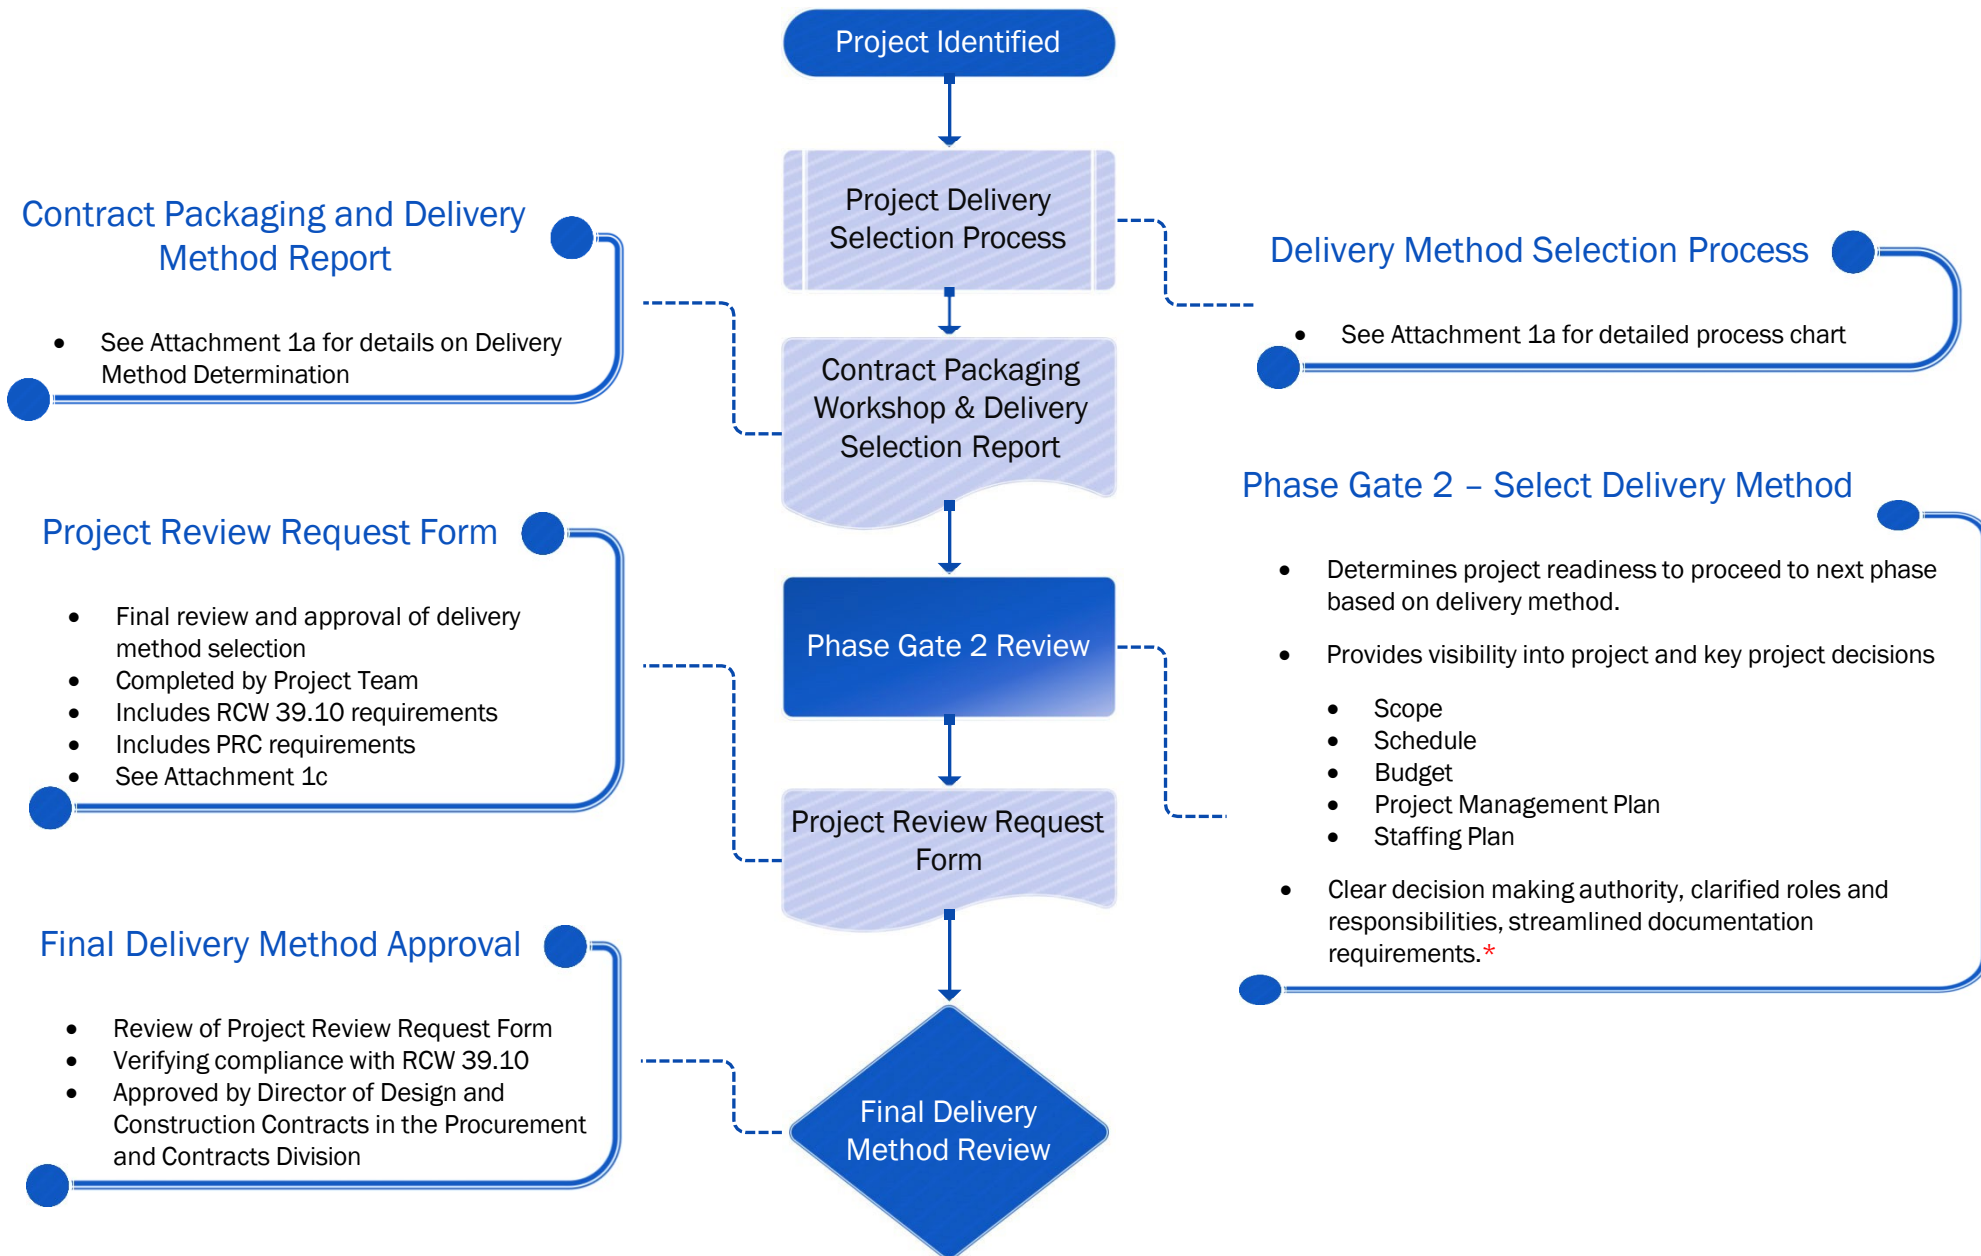 Project Identified
Project Delivery
Selection Process
Contract Packaging and Delivery
Method Report
• See Attachment 1a for details on Delivery
Method Determination
Delivery Method Selection Process
• See Attachment 1a for detailed process chart
Contract Packaging
Workshop & Delivery
Selection Report
Phase Gate 2 – Select Delivery Method
• Determines project readiness to proceed to next phase
based on delivery method.
• Provides visibility into project and key project decisions
• Scope
• Schedule
• Budget
• Project Management Plan
• Staffing Plan
• Clear decision making authority, clarified roles and
responsibilities, streamlined documentation
requirements.*
Project Review Request Form
• Final review and approval of delivery
method selection
• Completed by Project Team
• Includes RCW 39.10 requirements
• Includes PRC requirements
• See Attachment 1c
Phase Gate 2 Review
Project Review Request
Form
Final Delivery Method Approval
• Review of Project Review Request Form
• Verifying compliance with RCW 39.10
• Approved by Director of Design and
Construction Contracts in the Procurement
and Contracts Division
Final Delivery
Method Review